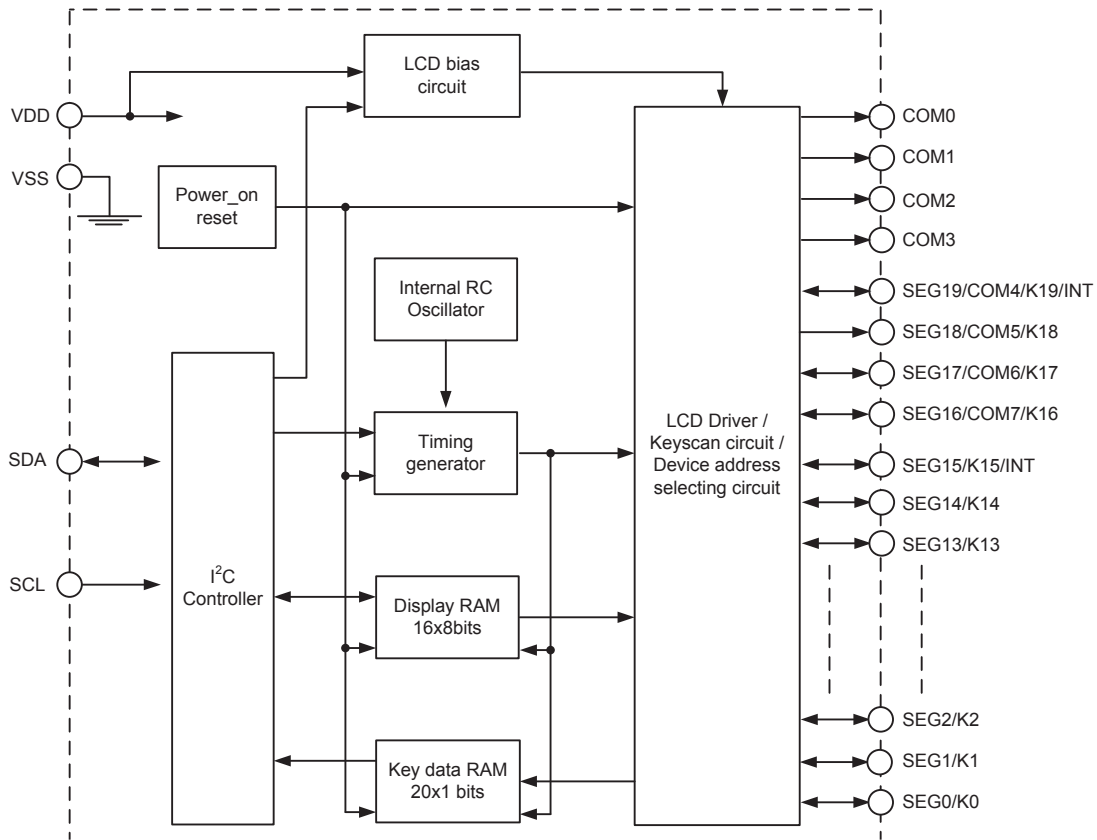 LCD bias
circuit
VDD
VSS
Power_on
reset
Internal RC
Oscillator
Timing
generator
SDA
SCL
I²C
Controller
Display RAM
16x8bits
Key data RAM
20x1 bits
LCD Driver /
Keyscan circuit /
Device address
selecting circuit
COM0
COM1
COM2
COM3
SEG19/COM4/K19/INT
SEG18/COM5/K18
SEG17/COM6/K17
SEG16/COM7/K16
SEG15/K15/INT
SEG14/K14
SEG13/K13
SEG2/K2
SEG1/K1
SEG0/K0